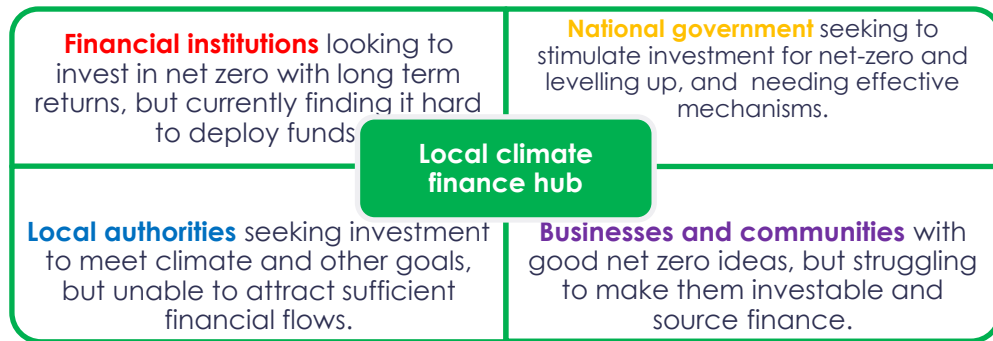 Financial institutions looking to
invest in net zero with long term
returns, but currently finding it hard
to deploy funds
National government seeking to
stimulate investment for net-zero and
levelling up, and needing effective
mechanisms.
Local climate
finance hub
Local authorities seeking investment
to meet climate and other goals,
but unable to attract sufficient
financial flows.
Businesses and communities with
good net zero ideas, but struggling
to make them investable and
source finance.